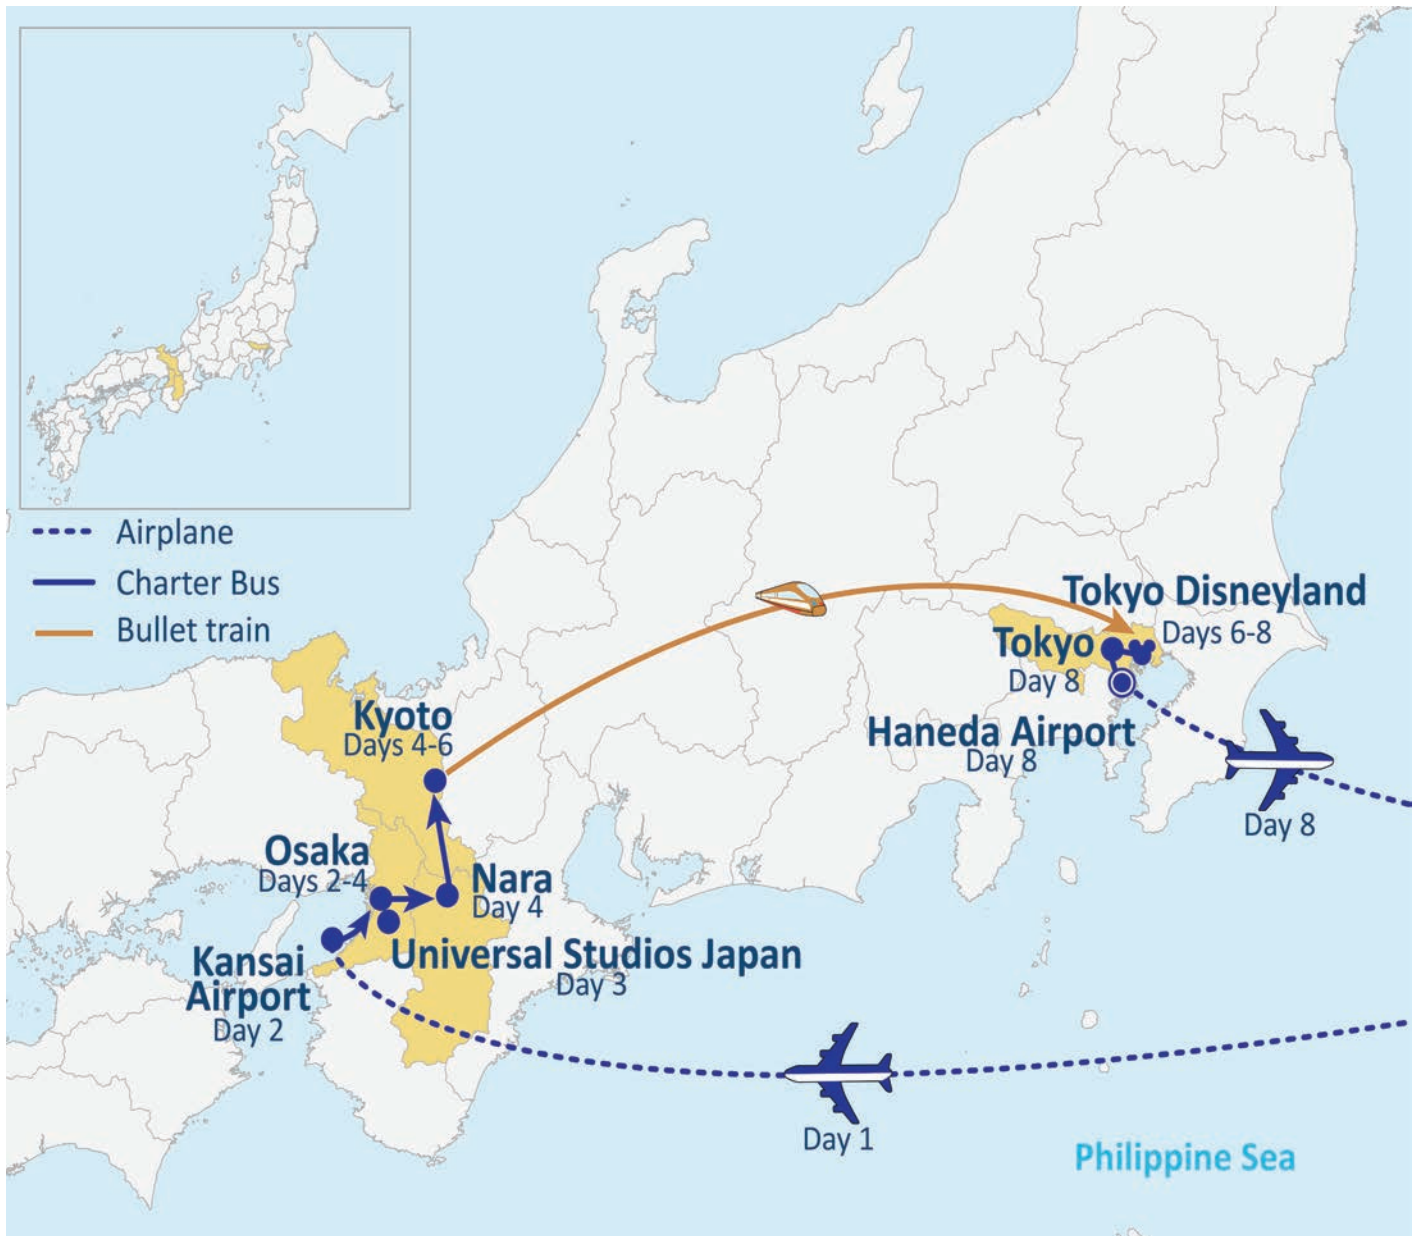 Airplane
Charter Bus
Bullet train
Tokyo Disneyland
Days 6-8
Tokyo
Day 8
Haneda Airport
Day 8
Day 8
Kyoto
Days 4-6
Osaka
Days 2-4
Nara
Day 4
Universal Studios Japan
Day 3
Kansai
Airport
Day 2
Day 1
Philippine Sea